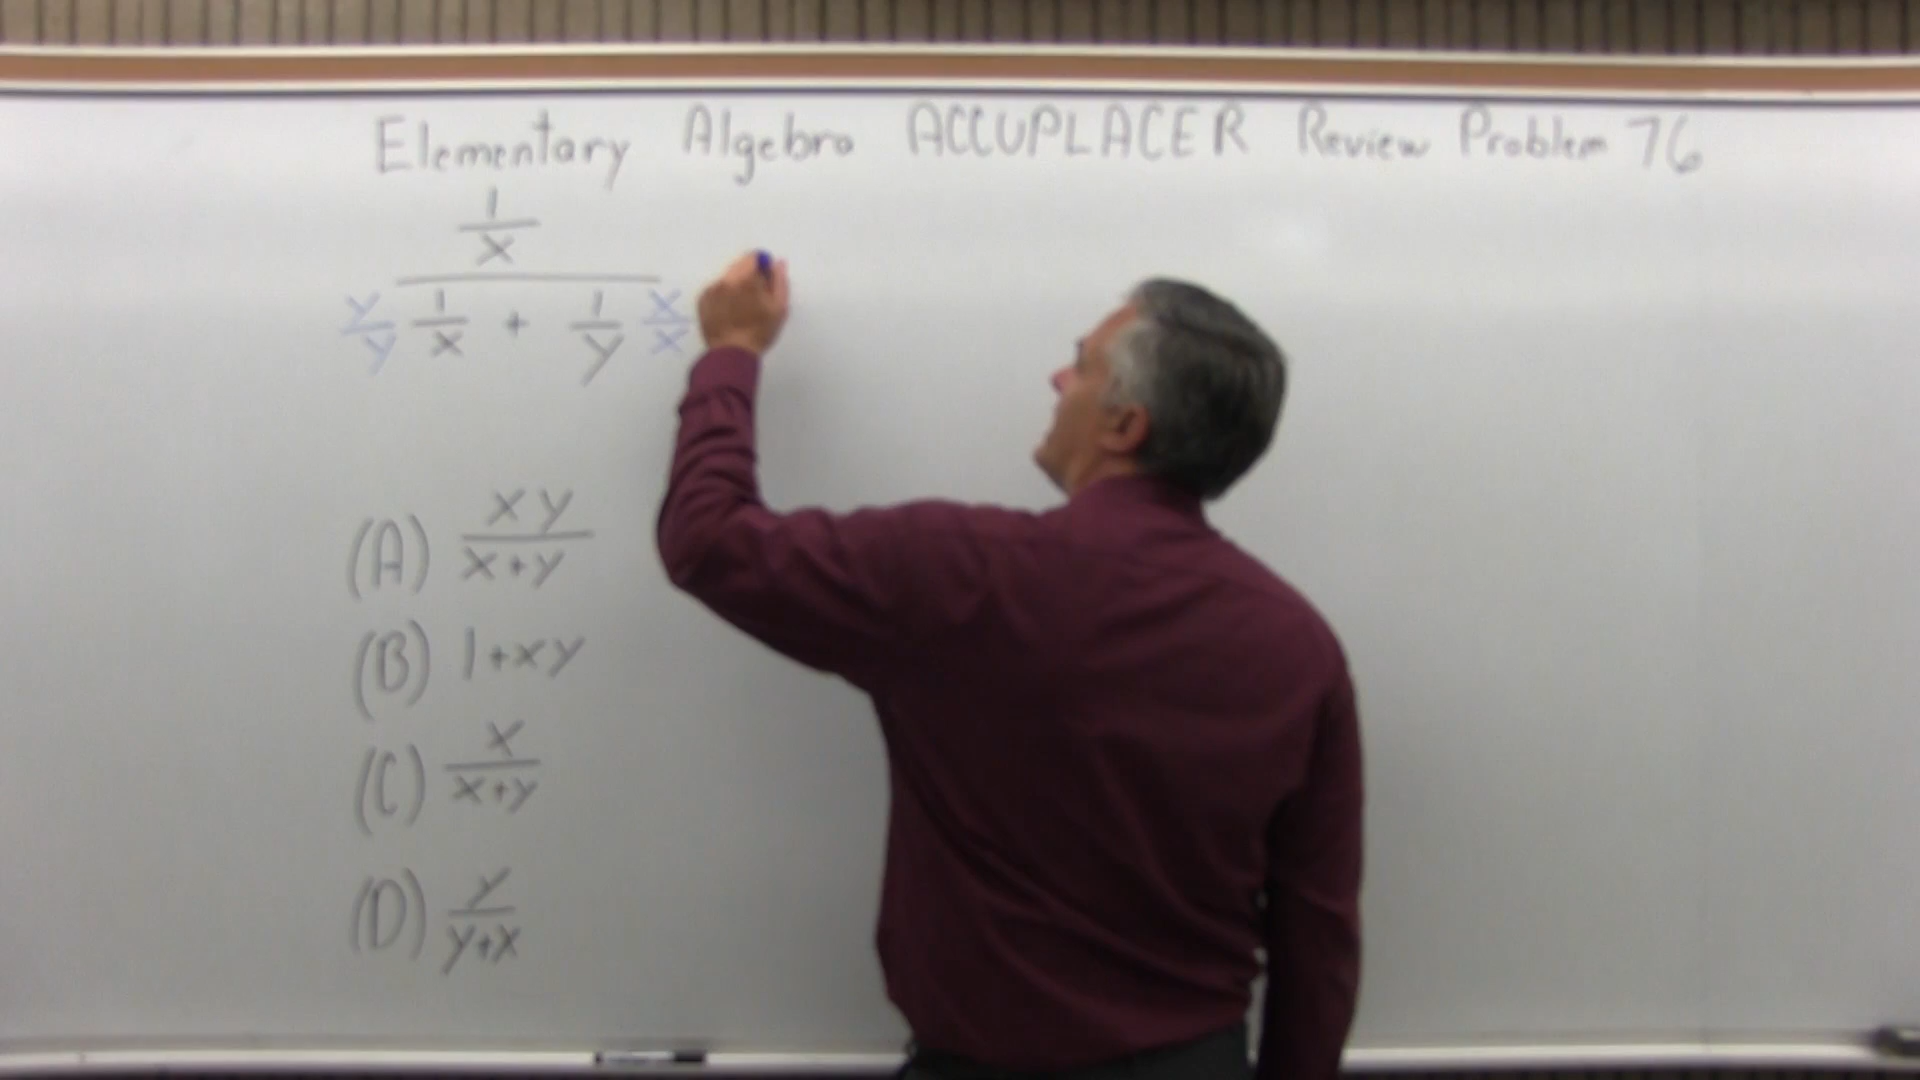 Elementary Algebra ACCUPLACER Review Problem 76
1
x
y 1 + 1 x
y x y x
(A) xy
x+y
(B) 1+xy
(C) x
x+y
(D) y
y+x